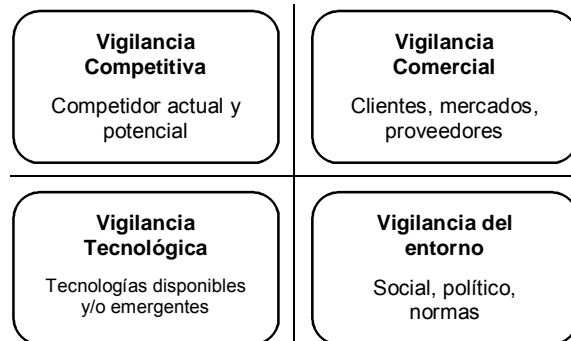 Vigilancia
Competitiva
Competidor actual y
potencial
Vigilancia
Comercial
Clientes, mercados,
proveedores
Vigilancia
Tecnológica
Tecnologías disponibles
y/o emergentes
Vigilancia del
entorno
Social, político,
normas